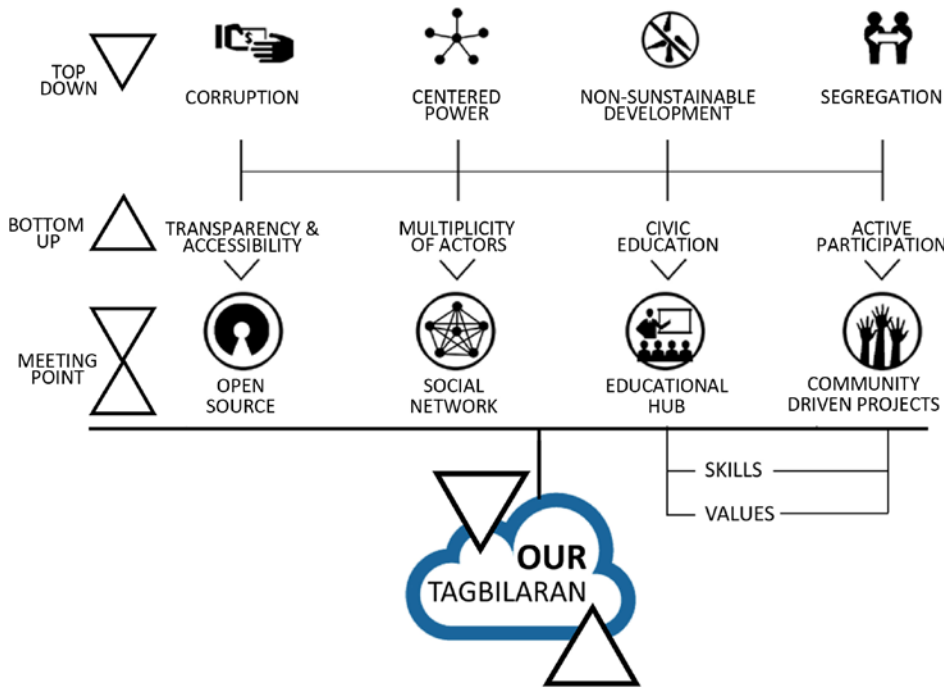 TOP
DOWN
$
CORRUPTION
CENTERED
POWER
NON-SUNSTAINABLE
DEVELOPMENT
SEGREGATION
BOTTOM
UP
TRANSPARENCY &
ACCESSIBILITY
MULTIPLICITY
OF ACTORS
CIVIC
EDUCATION
ACTIVE
PARTICIPATION
MEETING
POINT
OPEN
SOURCE
SOCIAL
NETWORK
EDUCATIONAL
HUB
COMMUNITY
DRIVEN PROJECTS
SKILLS
VALUES
OUR
TAGBILARAN